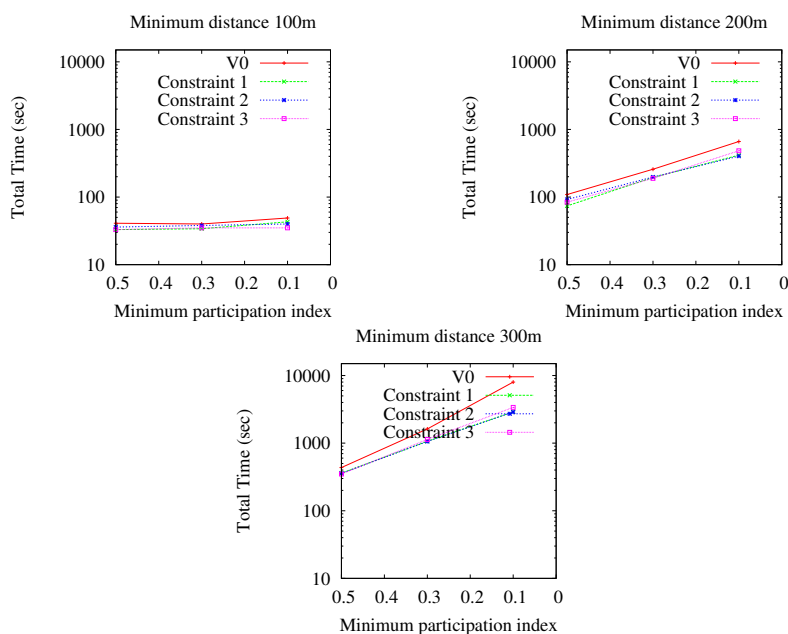 Minimum distance 100m
10000
1000
100
10
Total Time (sec)
V0
Constraint 1
Constraint 2
Constraint 3
0.5 0.4 0.3 0.2 0.1 0
Minimum participation index
Minimum distance 200m
10000
1000
100
10
Total Time (sec)
V0
Constraint 1
Constraint 2
Constraint 3
0.5 0.4 0.3 0.2 0.1 0
Minimum participation index
Minimum distance 300m
10000
1000
100
10
Total Time (sec)
V0
Constraint 1
Constraint 2
Constraint 3
0.5 0.4 0.3 0.2 0.1 0
Minimum participation index